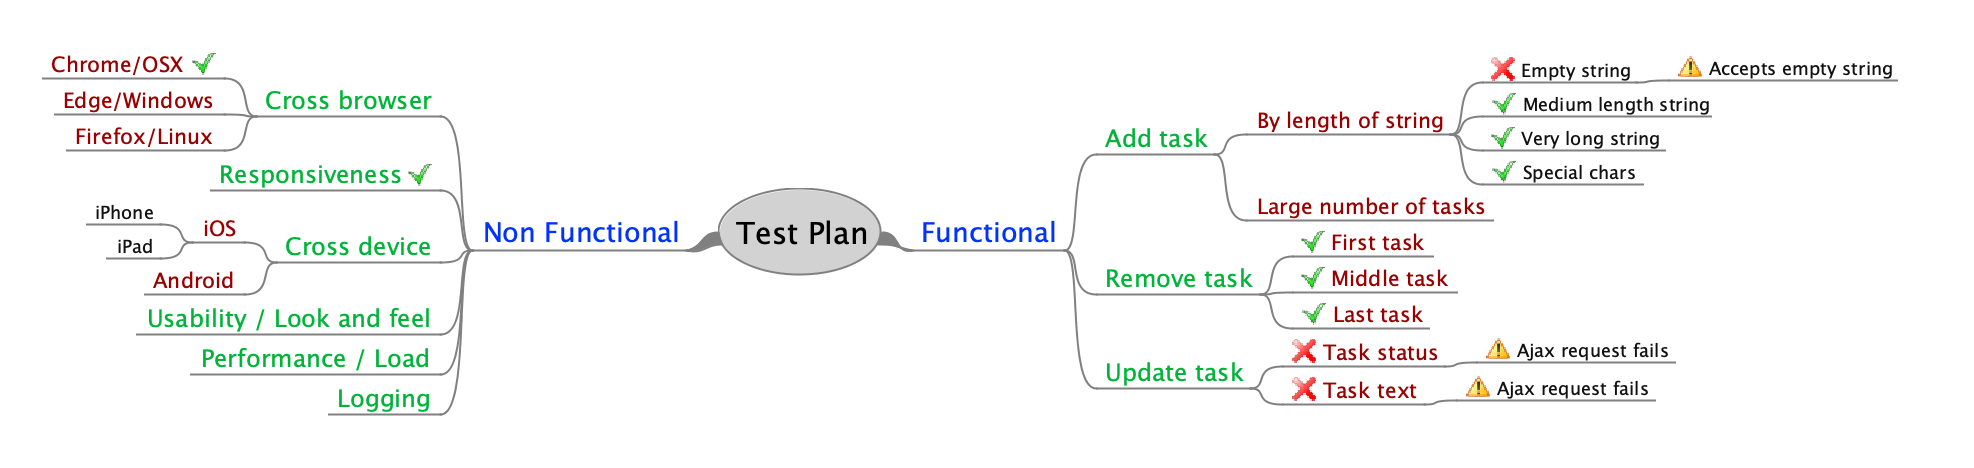 Test Plan
Non Functional
Cross browser
Chrome/OSX
Edge/Windows
Firefox/Linux
Responsiveness
Cross device
iOS
iPhone
iPad
Android
Usability / Look and feel
Performance / Load
Logging
Functional
Add task
By length of string
Empty string
Accepts empty string
Medium length string
Very long string
Special chars
Large number of tasks
Remove task
First task
Middle task
Last task
Update task
Task status
Ajax request fails
Task text
Ajax request fails